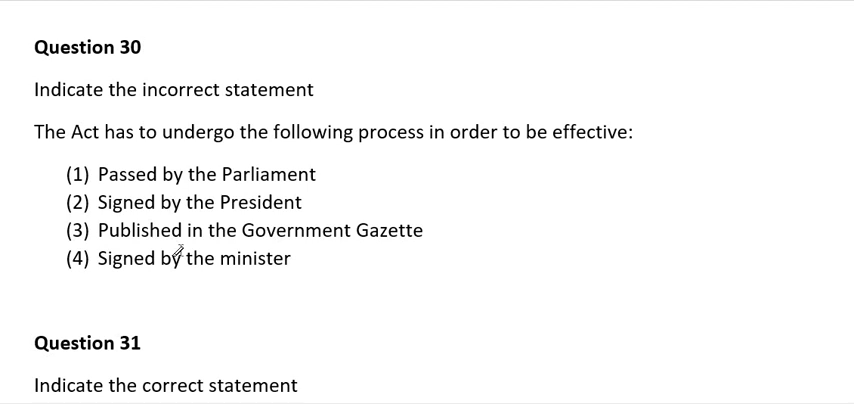 Question 30
Indicate the incorrect statement
The Act has to undergo the following process in order to be effective:
(1) Passed by the Parliament
(2) Signed by the President
(3) Published in the Government Gazette
(4) Signed by the minister
Question 31
Indicate the correct statement